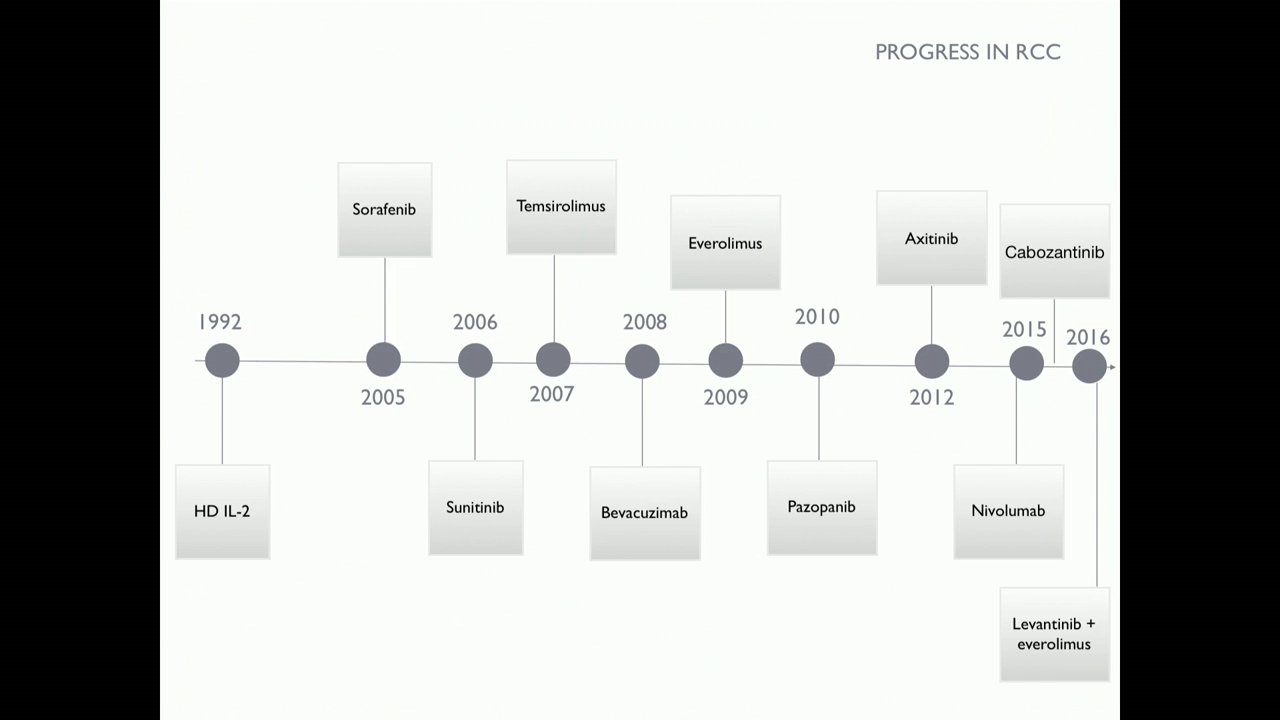 PROGRESS IN RCC
Sorafenib
Temsirolimus
Everolimus
Axitinib
Cabozantinib
1992
2006
2008
2010
2015
2016
2005
2007
2009
2012
HD IL-2
Sunitinib
Bevacuzimab
Pazopanib
Nivolumab
Levantinib +
everolimus